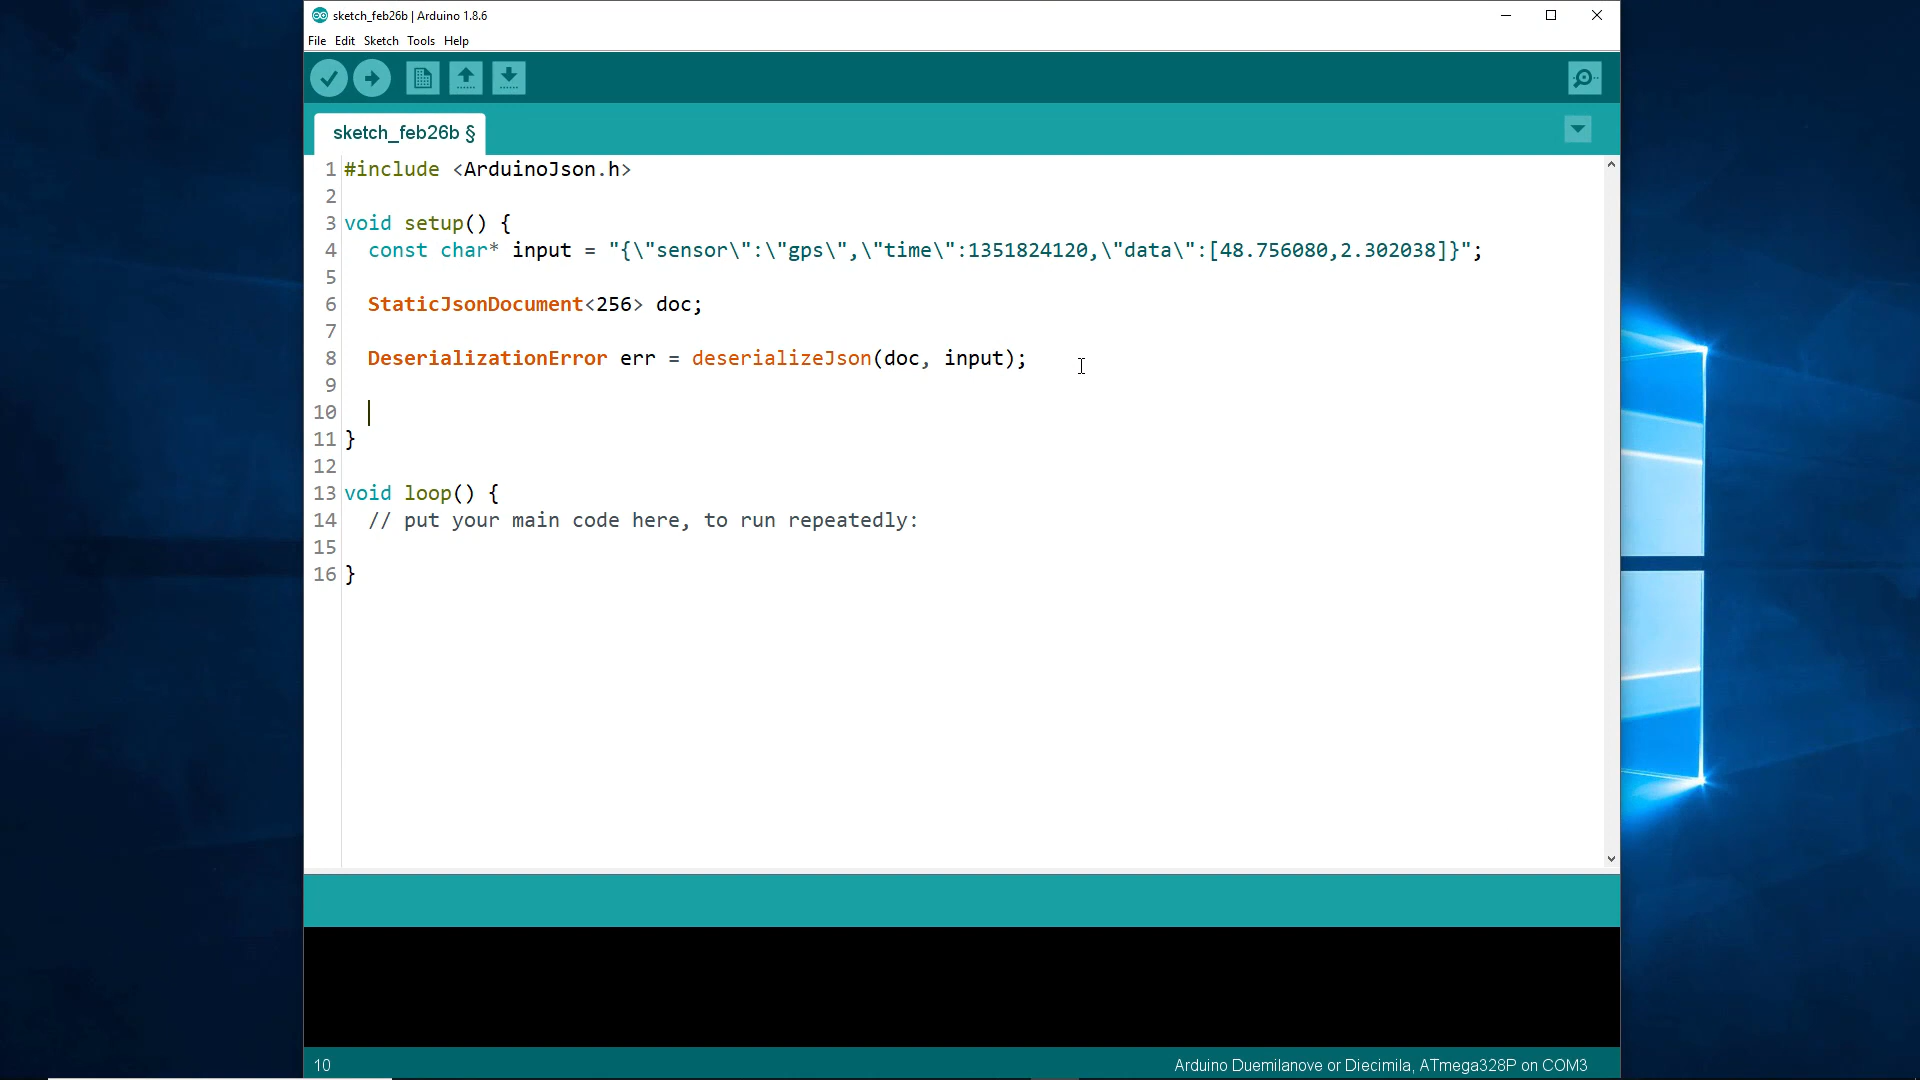 sketch_feb26b | Arduino 1.8.6
File Edit Sketch Tools Help
sketch_feb26b §
1 #include <ArduinoJson.h>
2
3 void setup() {
4 const char* input = "{\"sensor\":\"gps\",\"time\":1351824120,\"data\":[48.756080,2.302038]}";
5
6 StaticJsonDocument<256> doc;
7
8 DeserializationError err = deserializeJson(doc, input);
9
10
11 }
12
13 void loop() {
14 // put your main code here, to run repeatedly:
15
16 }
10 Arduino Duemilanove or Diecimila, ATmega328P on COM3